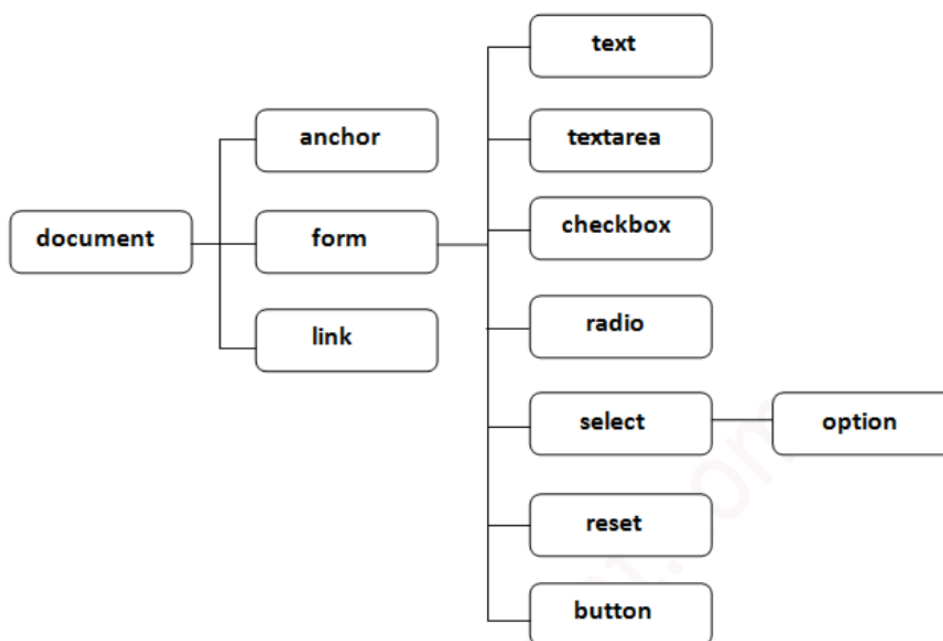 document
anchor
form
link
text
textarea
checkbox
radio
select
reset
button
option